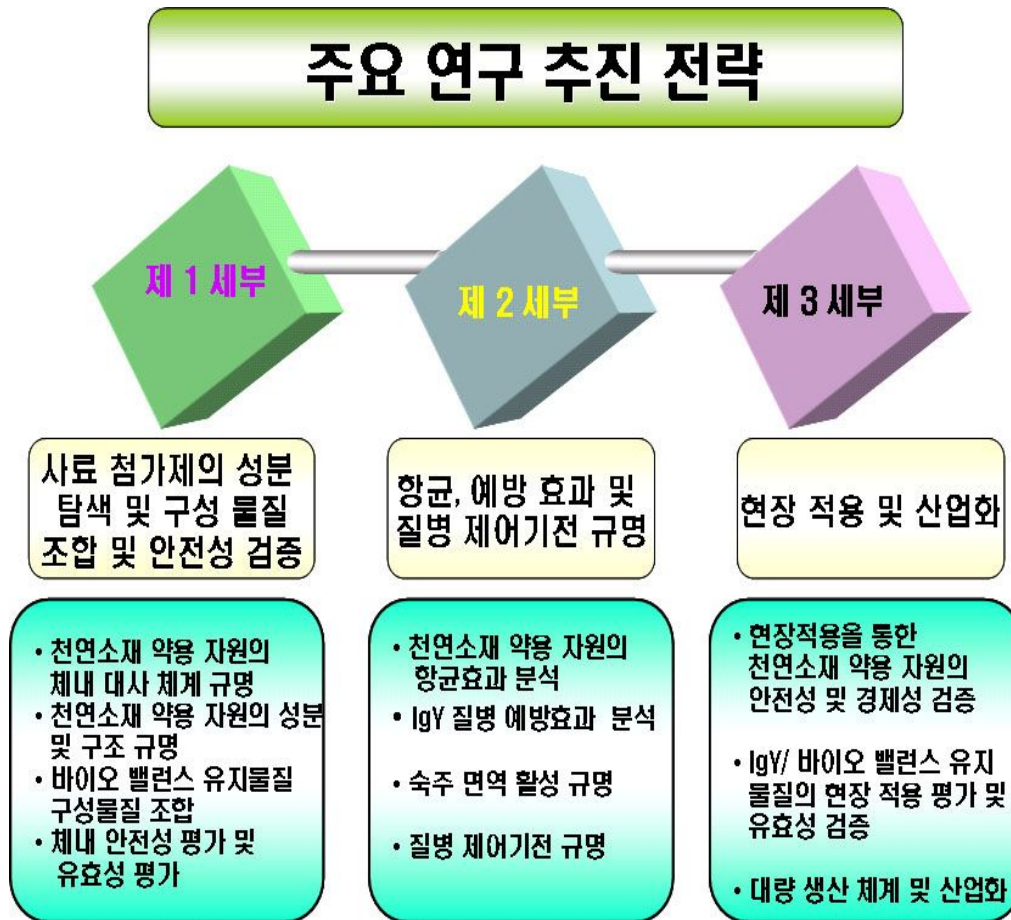 주요 연구 추진 전략
제 1 세부
제 2 세부
제 3 세부
사료 첨가제의 성분
탐색 및 구성 물질
조합 및 안전성 검증
항균, 예방 효과 및
질병 제어기전 규명
현장 적용 및 산업화
• 천연소재 약용 자원의
체내 대사 체계 규명
• 천연소재 약용 자원의 성분
및 구조 규명
• 바이오 밸런스 유지물질
구성물질 조합
• 체내 안전성 평가 및
유효성 평가
• 천연소재 약용 자원의
항균효과 분석
• IgY 질병 예방효과 분석
• 숙주 면역 활성 규명
• 질병 제어기전 규명
• 현장적용을 통한
천연소재 약용 자원의
안전성 및 경제성 검증
• IgY/ 바이오 밸런스 유지
물질의 현장 적용 평가 및
유효성 검증
• 대량 생산 체계 및 산업화